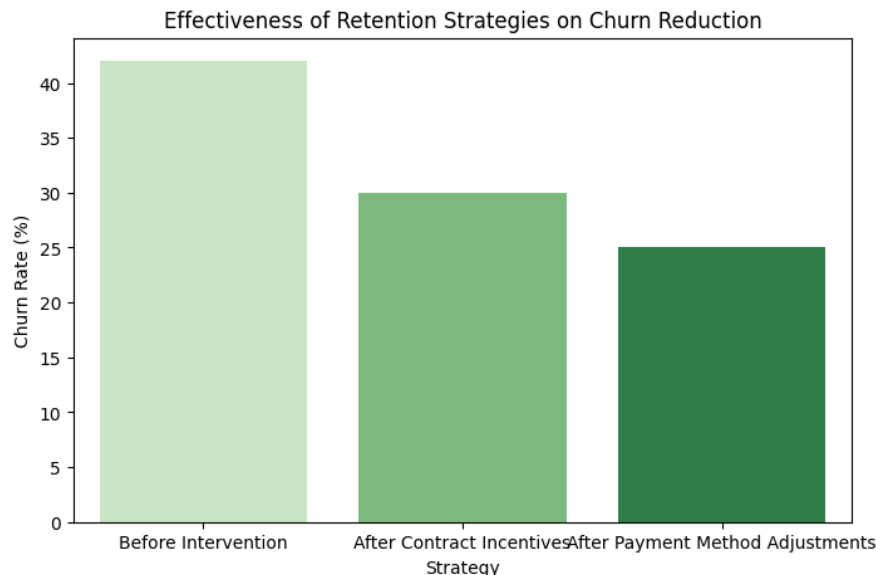 Effectiveness of Retention Strategies on Churn Reduction
Churn Rate (%)
40
35
30
25
20
15
10
5
0
Before Intervention
After Contract Incentives
After Payment Method Adjustments
Strategy